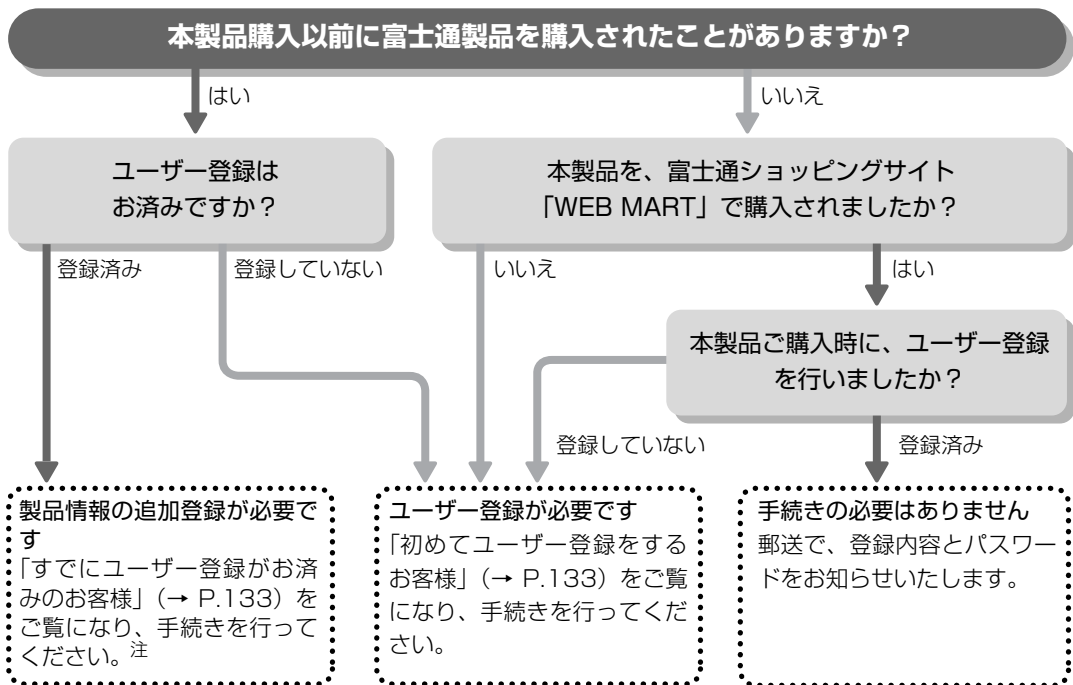 本製品購入以前に富士通製品を購入されたことがありますか？
はい
いいえ
ユーザー登録は
お済みですか？
本製品を、富士通ショッピングサイト
「WEB MART」で購入されましたか？
登録済み
登録していない
いいえ
はい
本製品ご購入時に、ユーザー登録
を行いましたか？
登録していない
登録済み
製品情報の追加登録が必要で
す
「すでにユーザー登録がお済
みのお客様」（→ P.133）を
ご覧になり、手続きを行って
ください。注
ユーザー登録が必要です
「初めてユーザー登録をする
お客様」（→ P.133）をご覧
になり、手続きを行ってくだ
さい。
手続きの必要はありません
郵送で、登録内容とパスワー
ドをお知らせいたします。